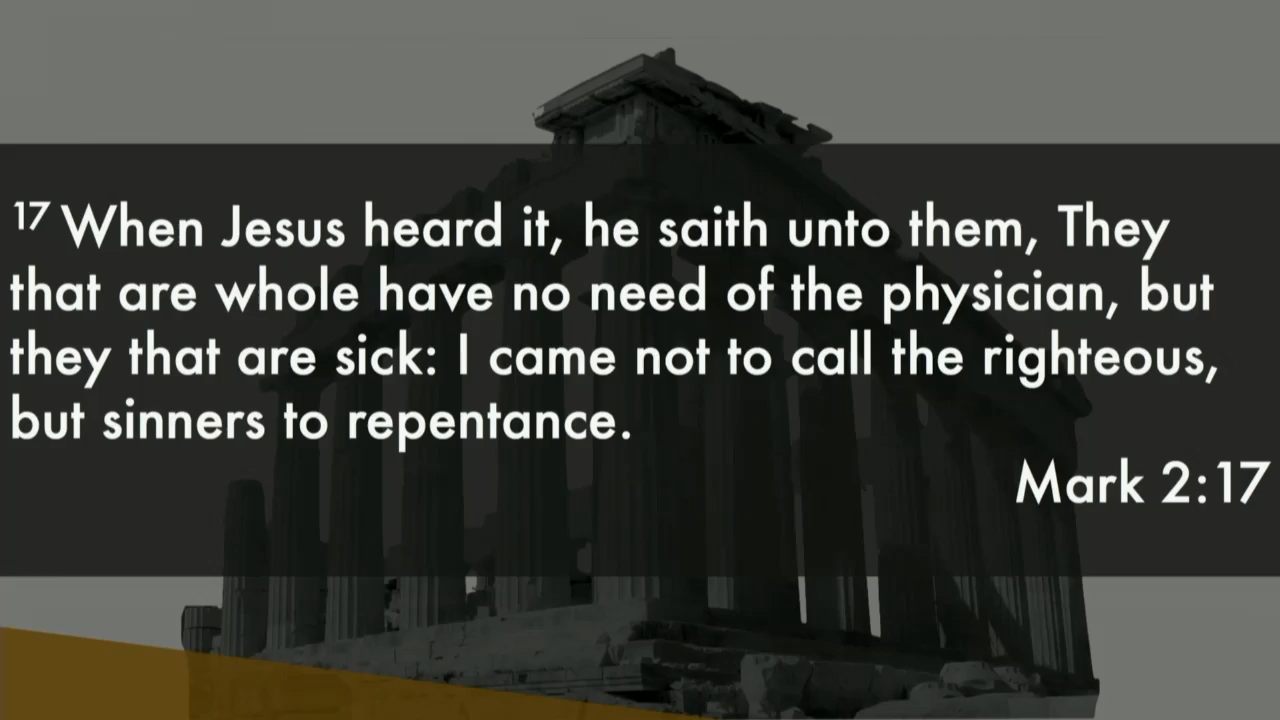 17 When Jesus heard it, he saith unto them, They
that are whole have no need of the physician, but
they that are sick: I came not to call the righteous,
but sinners to repentance.
Mark 2:17